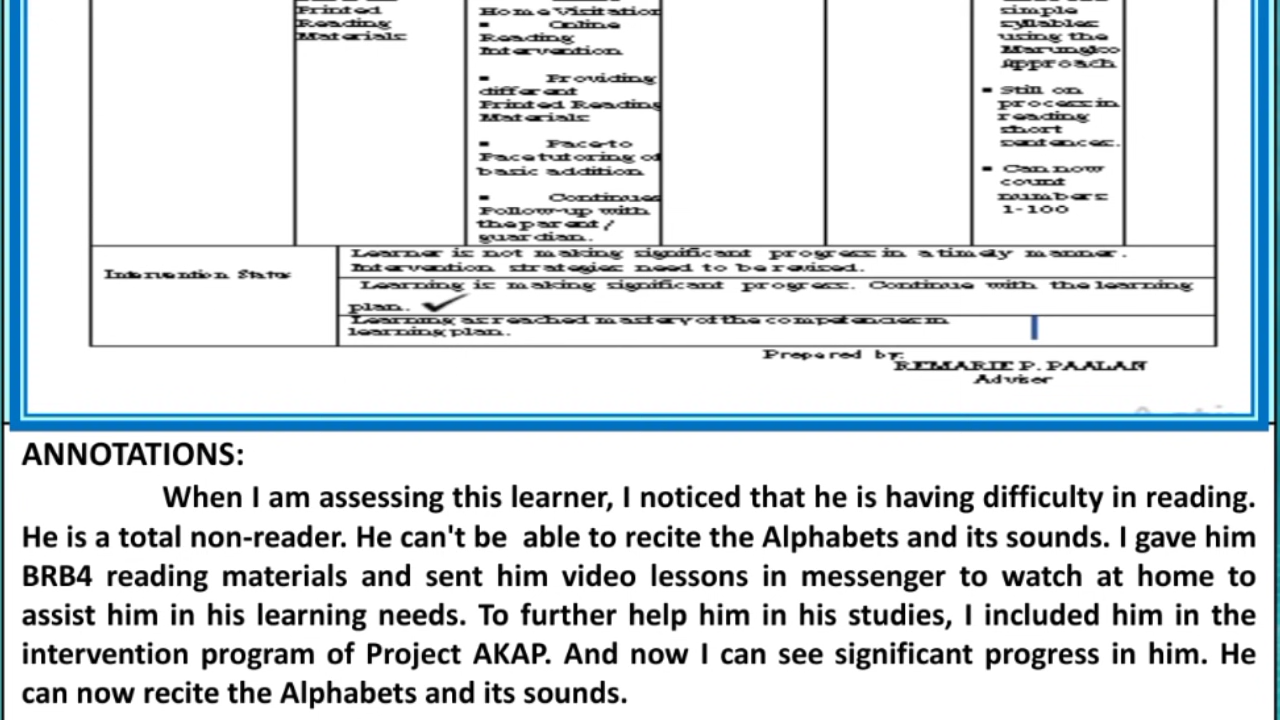 Printed
Reading
Materials
Home Visitation
▪ Online
Reading
Intervention
▪ Providing
different
Printed Reading
Materials
▪ Face to
Face tutoring of
basic addition
▪ Continues
Follow-up with
the parent /
guardian.
simple
syllables
using the
Marungko
Approach
▪ Still on
process in
reading
short
sentences.
▪ Can now
count
numbers
1-100
Intervention Status
Learner is not making significant progress in a timely manner.
Intervention strategies need to be revised.
Learning is making significant progress. Continue with the learning
plan. ✓
Learning as reached mastery of the competencies in
learning plan.
Prepared by:
REMARIE P. PAALAN
Adviser
ANNOTATIONS:
When I am assessing this learner, I noticed that he is having difficulty in reading.
He is a total non-reader. He can't be able to recite the Alphabets and its sounds. I gave him
BRB4 reading materials and sent him video lessons in messenger to watch at home to
assist him in his learning needs. To further help him in his studies, I included him in the
intervention program of Project AKAP. And now I can see significant progress in him. He
can now recite the Alphabets and its sounds.